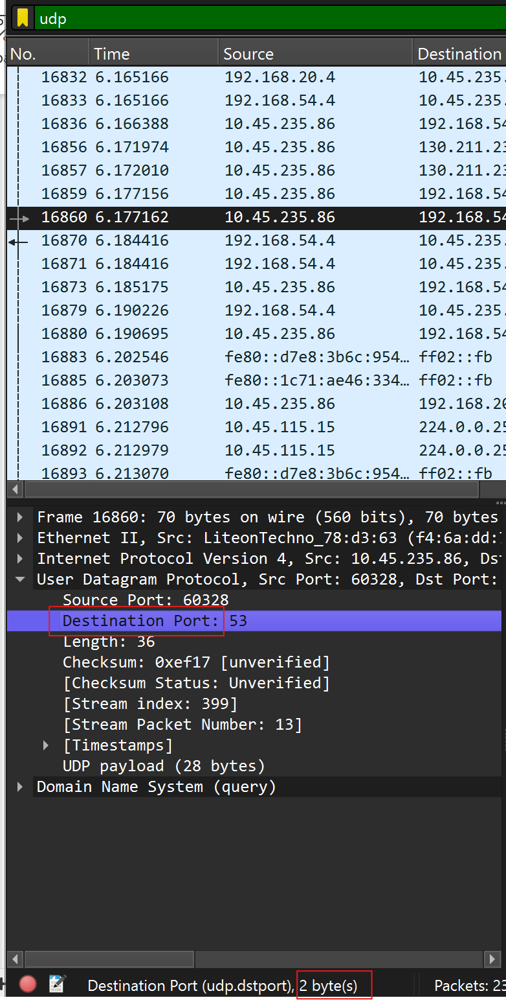 udp
No. Time Source Destination
16832 6.165166 192.168.20.4 10.45.235.
16833 6.165166 192.168.54.4 10.45.235.
16836 6.166388 10.45.235.86 192.168.54
16856 6.171974 10.45.235.86 130.211.23
16857 6.172010 10.45.235.86 130.211.23
16859 6.177156 10.45.235.86 192.168.54
16860 6.177162 10.45.235.86 192.168.54
16870 6.184416 192.168.54.4 10.45.235.
16871 6.184416 192.168.54.4 10.45.235.
16873 6.185175 10.45.235.86 192.168.54
16879 6.190226 192.168.54.4 10.45.235.
16880 6.190695 10.45.235.86 192.168.54
16883 6.202546 fe80::d7e8:3b6c:954… ff02::fb
16885 6.203073 fe80::1c71:ae46:334… ff02::fb
16886 6.203108 10.45.235.86 192.168.20
16891 6.212796 10.45.115.15 224.0.0.25
16892 6.212979 10.45.115.15 224.0.0.25
16893 6.213070 fe80::d7e8:3b6c:954… ff02::fb
Frame 16860: 70 bytes on wire (560 bits), 70 bytes
Ethernet II, Src: LiteonTechno_78:d3:63 (f4:6a:dd:
Internet Protocol Version 4, Src: 10.45.235.86, Dst
User Datagram Protocol, Src Port: 60328, Dst Port:
Source Port: 60328
Destination Port: 53
Length: 36
Checksum: 0xef17 [unverified]
[Checksum Status: Unverified]
[Stream index: 399]
[Stream Packet Number: 13]
[Timestamps]
UDP payload (28 bytes)
Domain Name System (query)
Destination Port (udp.dstport), 2 byte(s) Packets: 23